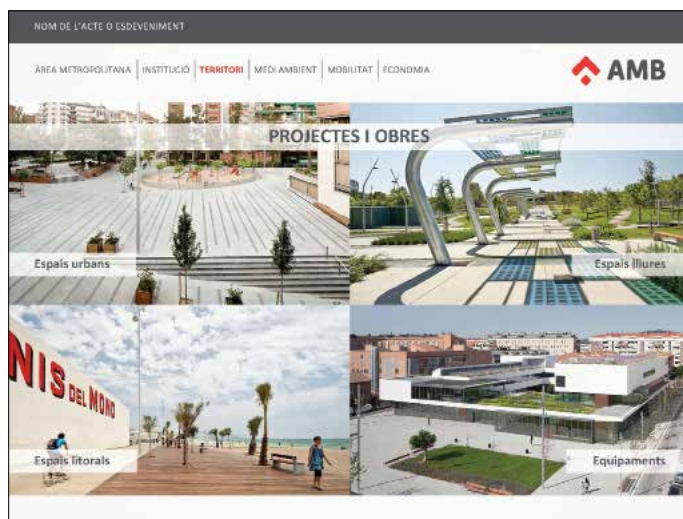 NOM DE L'ACTE O ESDEVENIMENT
ÀREA METROPOLITANA | INSTITUCIÓ | TERRITORI | MEDI AMBIENT | MOBILITAT | ECONOMIA
AMB
PROJECTES I OBRES
Espais urbans
Espais lliures
NIS DEL MONO
Espais litorals
Equipaments